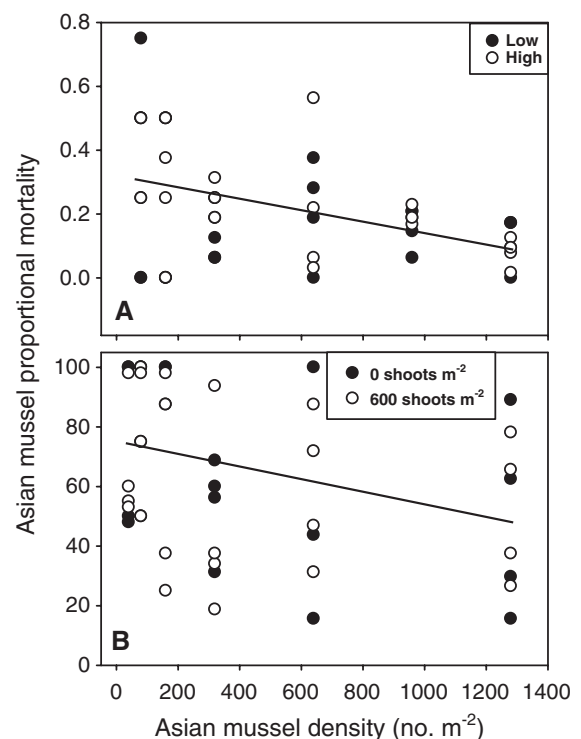 0.8
0.6
0.4
0.2
0.0
Low
High
A
Asian mussel proportional mortality
100
80
60
40
20
0
0 shoots m⁻²
600 shoots m⁻²
B
0 200 400 600 800 1000 1200 1400
Asian mussel density (no. m⁻²)